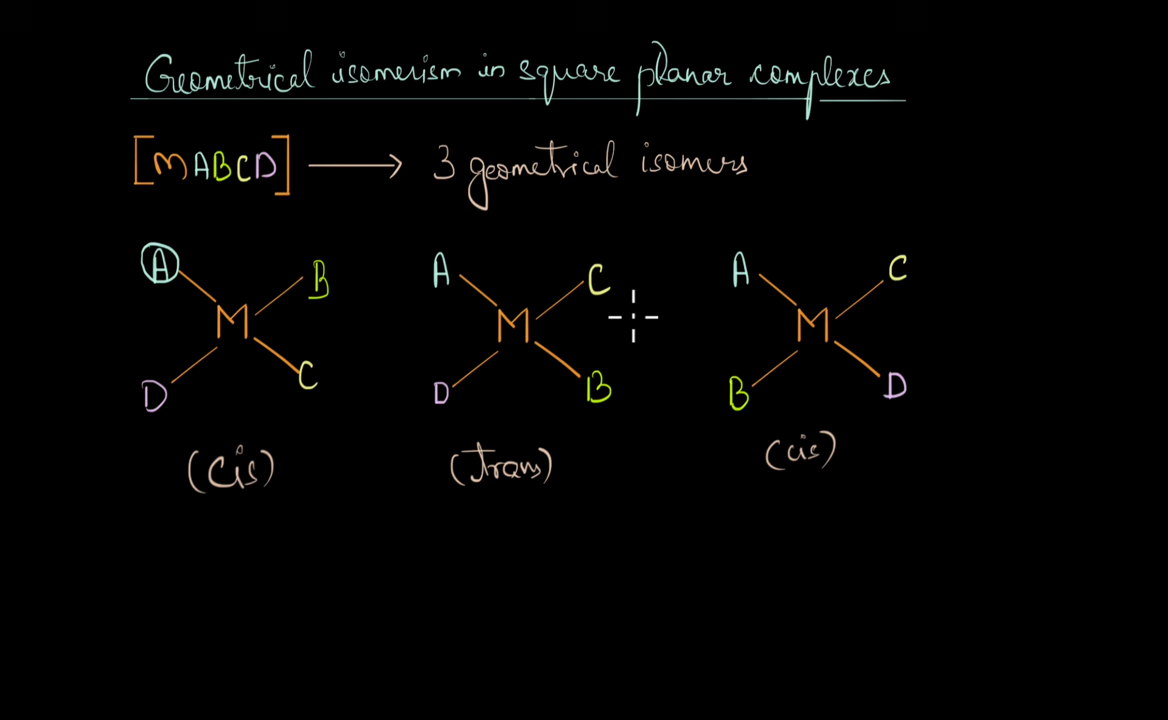 Geometrical isomerism in square planar complexes
[MABCD] → 3 geometrical isomers
A B A C A C
M M M
D C D B B D
(cis) (trans) (cis)